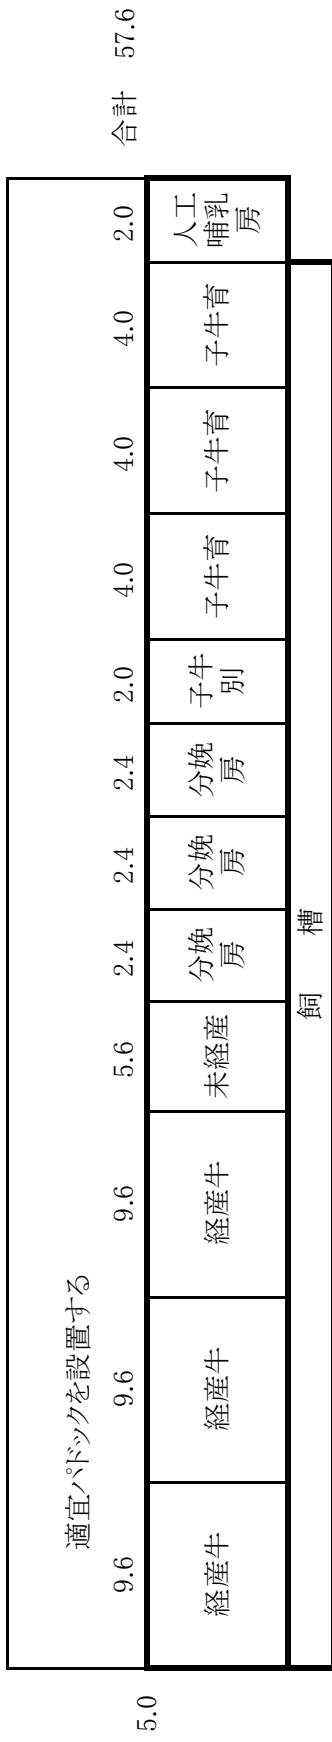 適宜パドックを設置する
9.6 9.6 9.6 5.6 2.4 2.4 2.4 2.0 4.0 4.0 4.0 2.0 合計 57.6
5.0
経産牛
経産牛
経産牛
未経産
分娩
房
分娩
房
分娩
房
子牛
別
子牛育
子牛育
子牛育
人工
哺乳
房
飼 槽